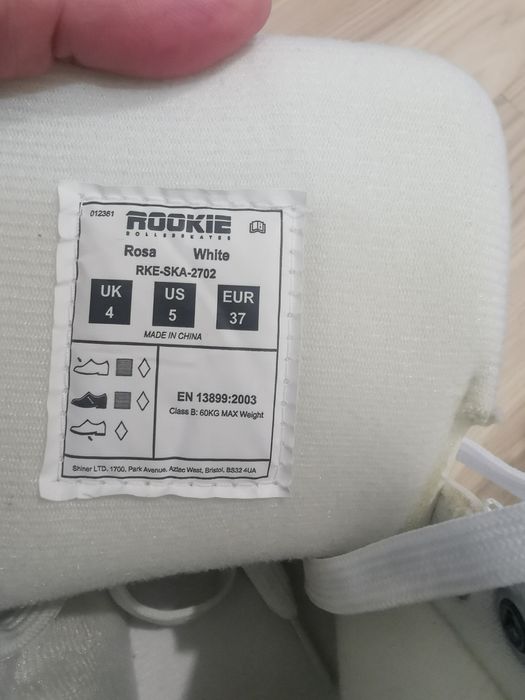 012361
ROOKIE
ROLLERSKATES
Rosa White
RKE-SKA-2702
UK 4
US 5
EUR 37
MADE IN CHINA
EN 13899:2003
Class B: 60KG MAX Weight
Shiner LTD. 1700, Park Avenue, Aztec West, Bristol, BS32 4UA